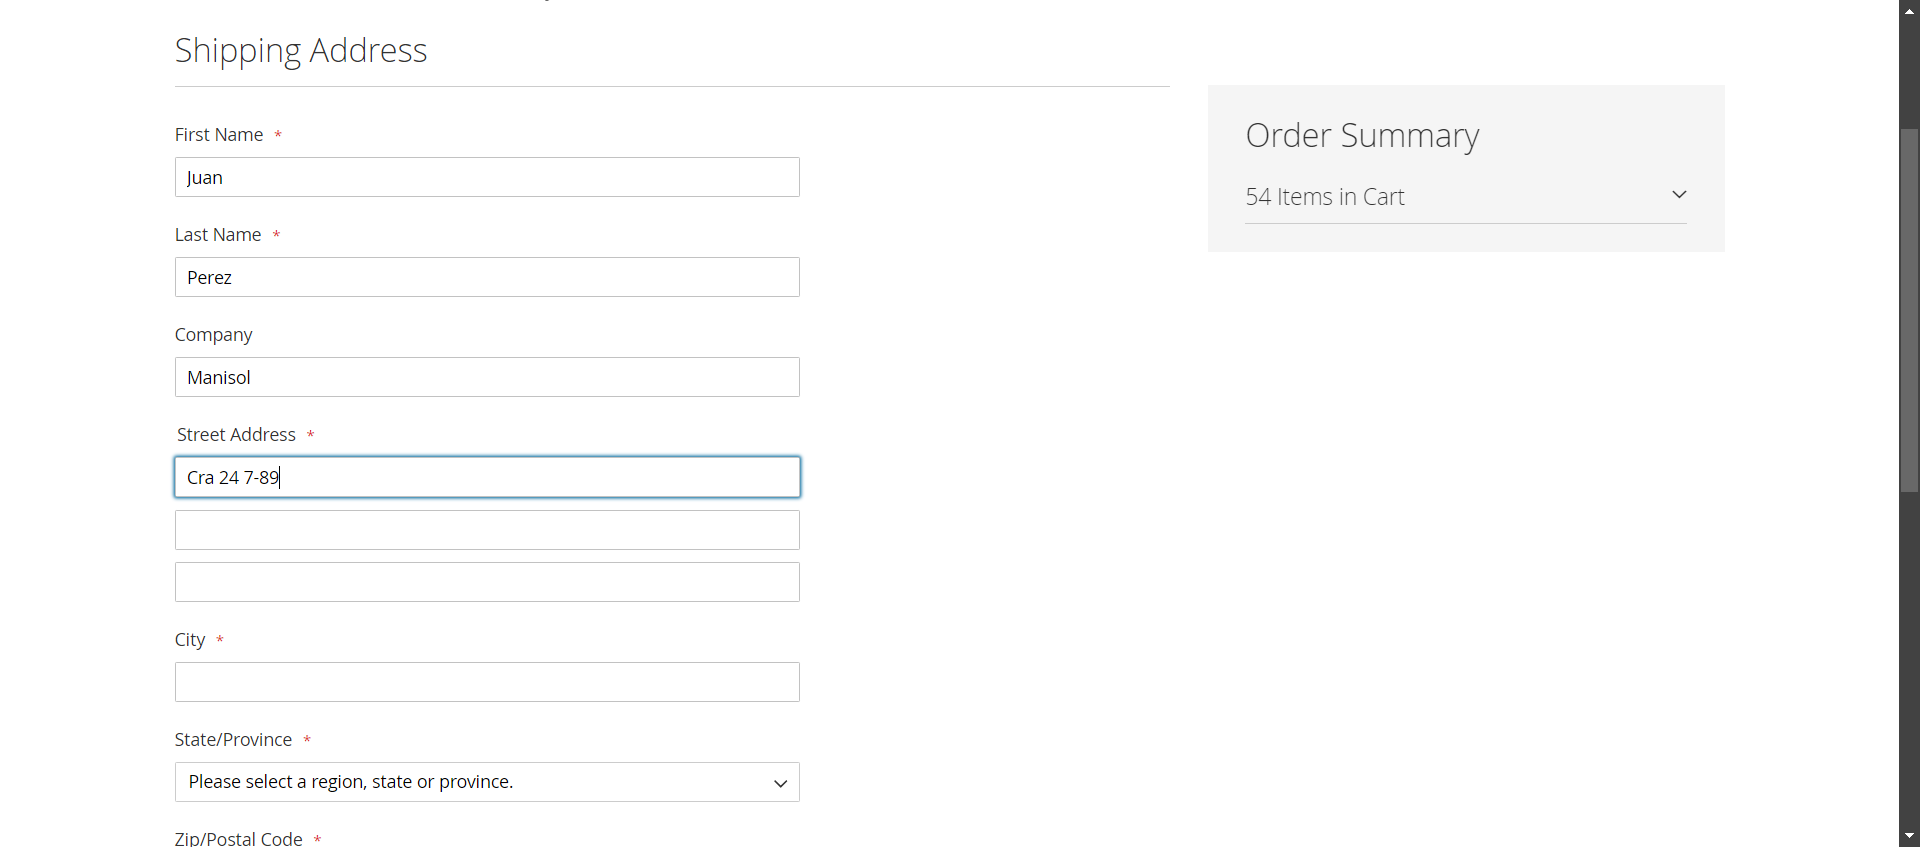 Shipping Address
First Name *
Juan
Last Name *
Perez
Company
Manisol
Street Address *
Cra 24 7-89
City *
State/Province *
Please select a region, state or province.
Zip/Postal Code *
Order Summary
54 Items in Cart